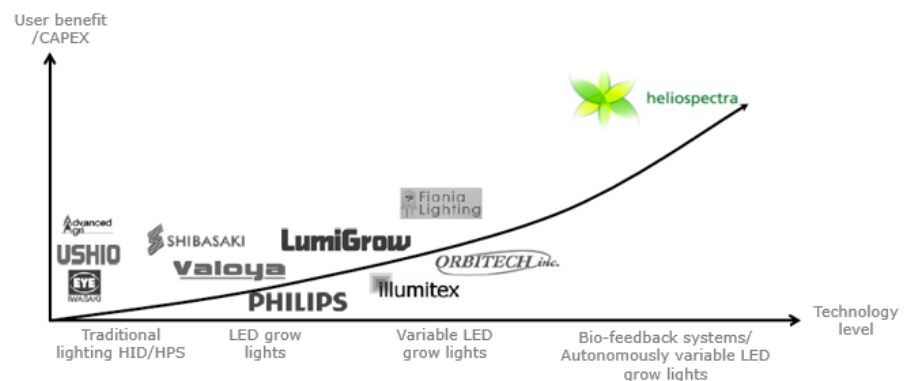 User benefit
/CAPEX
heliospectra
Fionia
Lighting
Advanced
Agri
USHIO
EYE
IWASAKI
SHIBASAKI
Valoya
LumiGrow
PHILIPS
illumitex
ORBITECH inc.
Technology
level
Traditional
lighting HID/HPS
LED grow
lights
Variable LED
grow lights
Bio-feedback systems/
Autonomously variable LED
grow lights